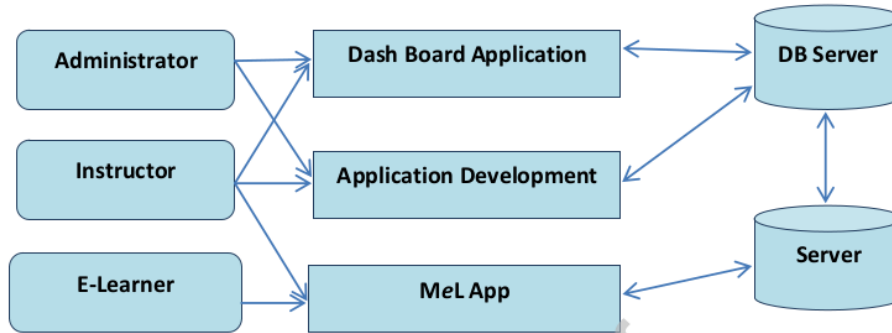 Administrator
Dash Board Application
DB Server
Instructor
Application Development
E-Learner
MeL App
Server